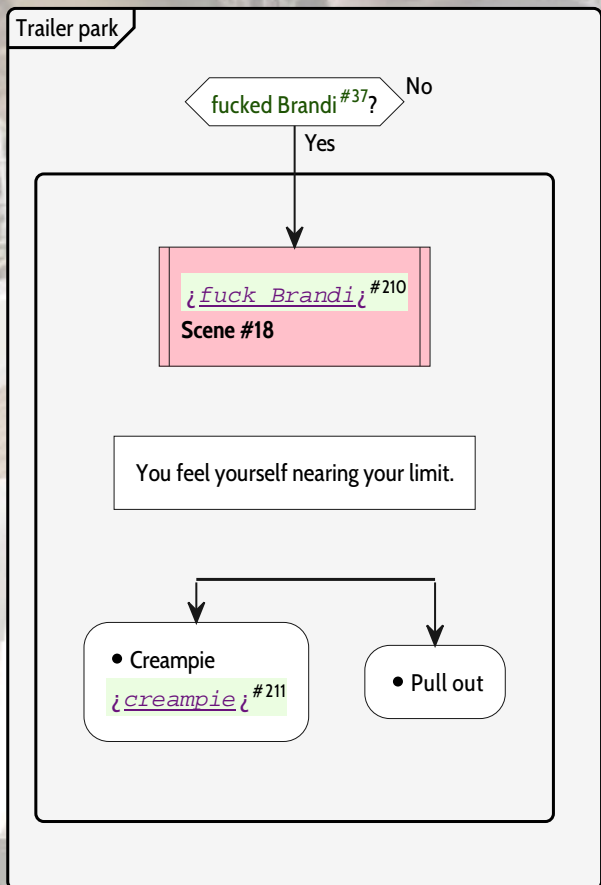 Trailer park
fucked Brandi #37?
No
Yes
¿fuck Brandi¿ #210
Scene #18
You feel yourself nearing your limit.
• Creampie
¿creampie¿ #211
• Pull out